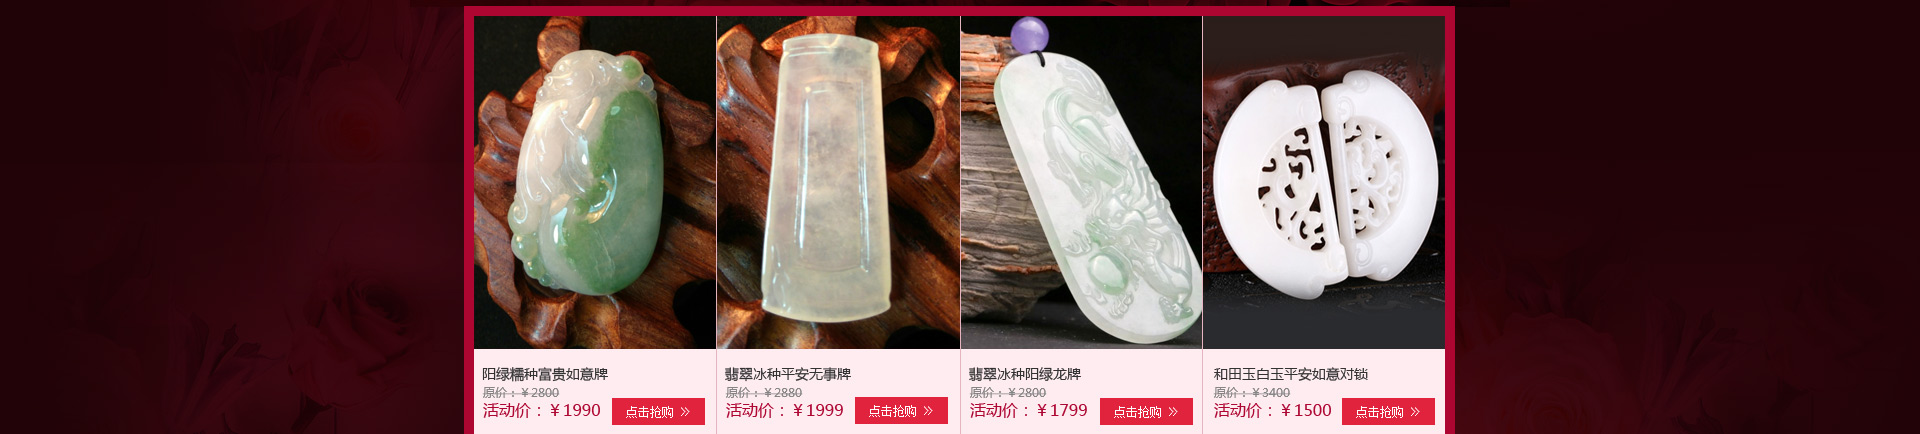 阳绿糯种富贵如意牌
原价：￥2800
活动价：￥1990
点击抢购 »
翡翠冰种平安无事牌
原价：￥2880
活动价：￥1999
点击抢购 »
翡翠冰种阳绿龙牌
原价：￥2800
活动价：￥1799
点击抢购 »
和田玉白玉平安如意对锁
原价：￥3400
活动价：￥1500
点击抢购 »